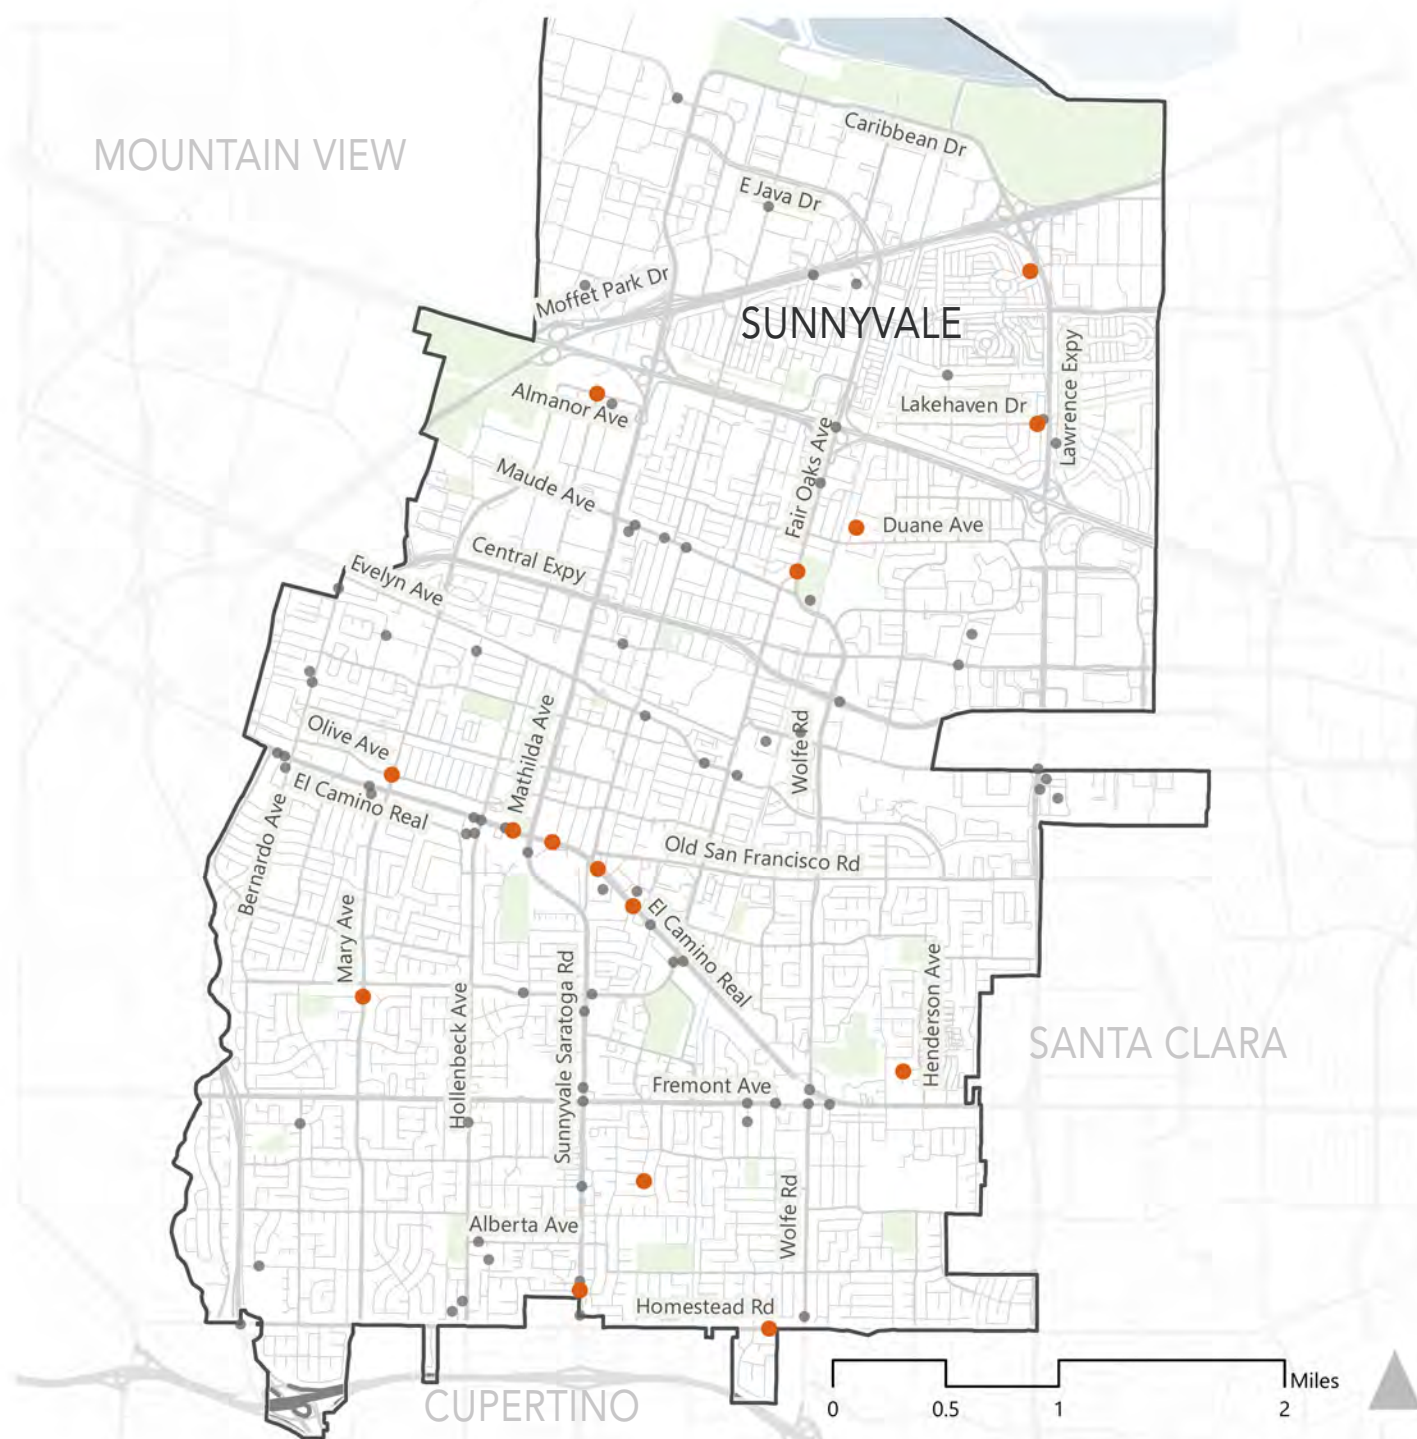 Caribbean Dr
MOUNTAIN VIEW
E Java Dr
Moffet Park Dr
SUNNYVALE
Lawrence Expy
Almanor Ave
Lakehaven Dr
Fair Oaks Ave
Maude Ave
Duane Ave
Central Expy
Evelyn Ave
Olive Ave
Mathilda Ave
Wolfe Rd
El Camino Real
Bernardo Ave
Old San Francisco Rd
Mary Ave
El Camino Real
Sunnyvale Saratoga Rd
Henderson Ave
Hollenbeck Ave
SANTA CLARA
Fremont Ave
Wolfe Rd
Alberta Ave
Homestead Rd
CUPERTINO
Miles
0 0.5 1 2